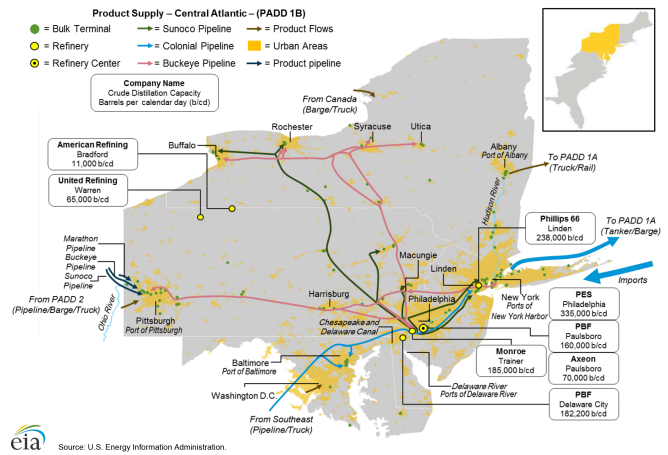 Product Supply – Central Atlantic – (PADD 1B)
= Bulk Terminal
= Sunoco Pipeline
= Product Flows
= Refinery
= Colonial Pipeline
= Urban Areas
= Refinery Center
= Buckeye Pipeline
= Product pipeline
Company Name
Crude Distillation Capacity
Barrels per calendar day (b/cd)
From Canada
(Barge/Truck)
American Refining
Bradford
11,000 b/cd
United Refining
Warren
65,000 b/cd
Buffalo
Rochester
Syracuse
Utica
Albany
Port of Albany
To PADD 1A
(Truck/Rail)
Hudson River
Phillips 66
Linden
238,000 b/cd
To PADD 1A
(Tanker/Barge)
Imports
Marathon
Pipeline
Buckeye
Pipeline
Sunoco
Pipeline
From PADD 2
(Pipeline/Barge/Truck)
Ohio River
Pittsburgh
Port of Pittsburgh
Harrisburg
Macungie
Linden
Philadelphia
New York
Ports of
New York Harbor
Chesapeake and
Delaware Canal
Baltimore
Port of Baltimore
Washington D.C.
From Southeast
(Pipeline/Truck)
Delaware River
Ports of Delaware River
Monroe
Trainer
185,000 b/cd
PES
Philadelphia
335,000 b/cd
PBF
Paulsboro
160,000 b/cd
Axeon
Paulsboro
70,000 b/cd
PBF
Delaware City
182,200 b/cd
eia
Source: U.S. Energy Information Administration.